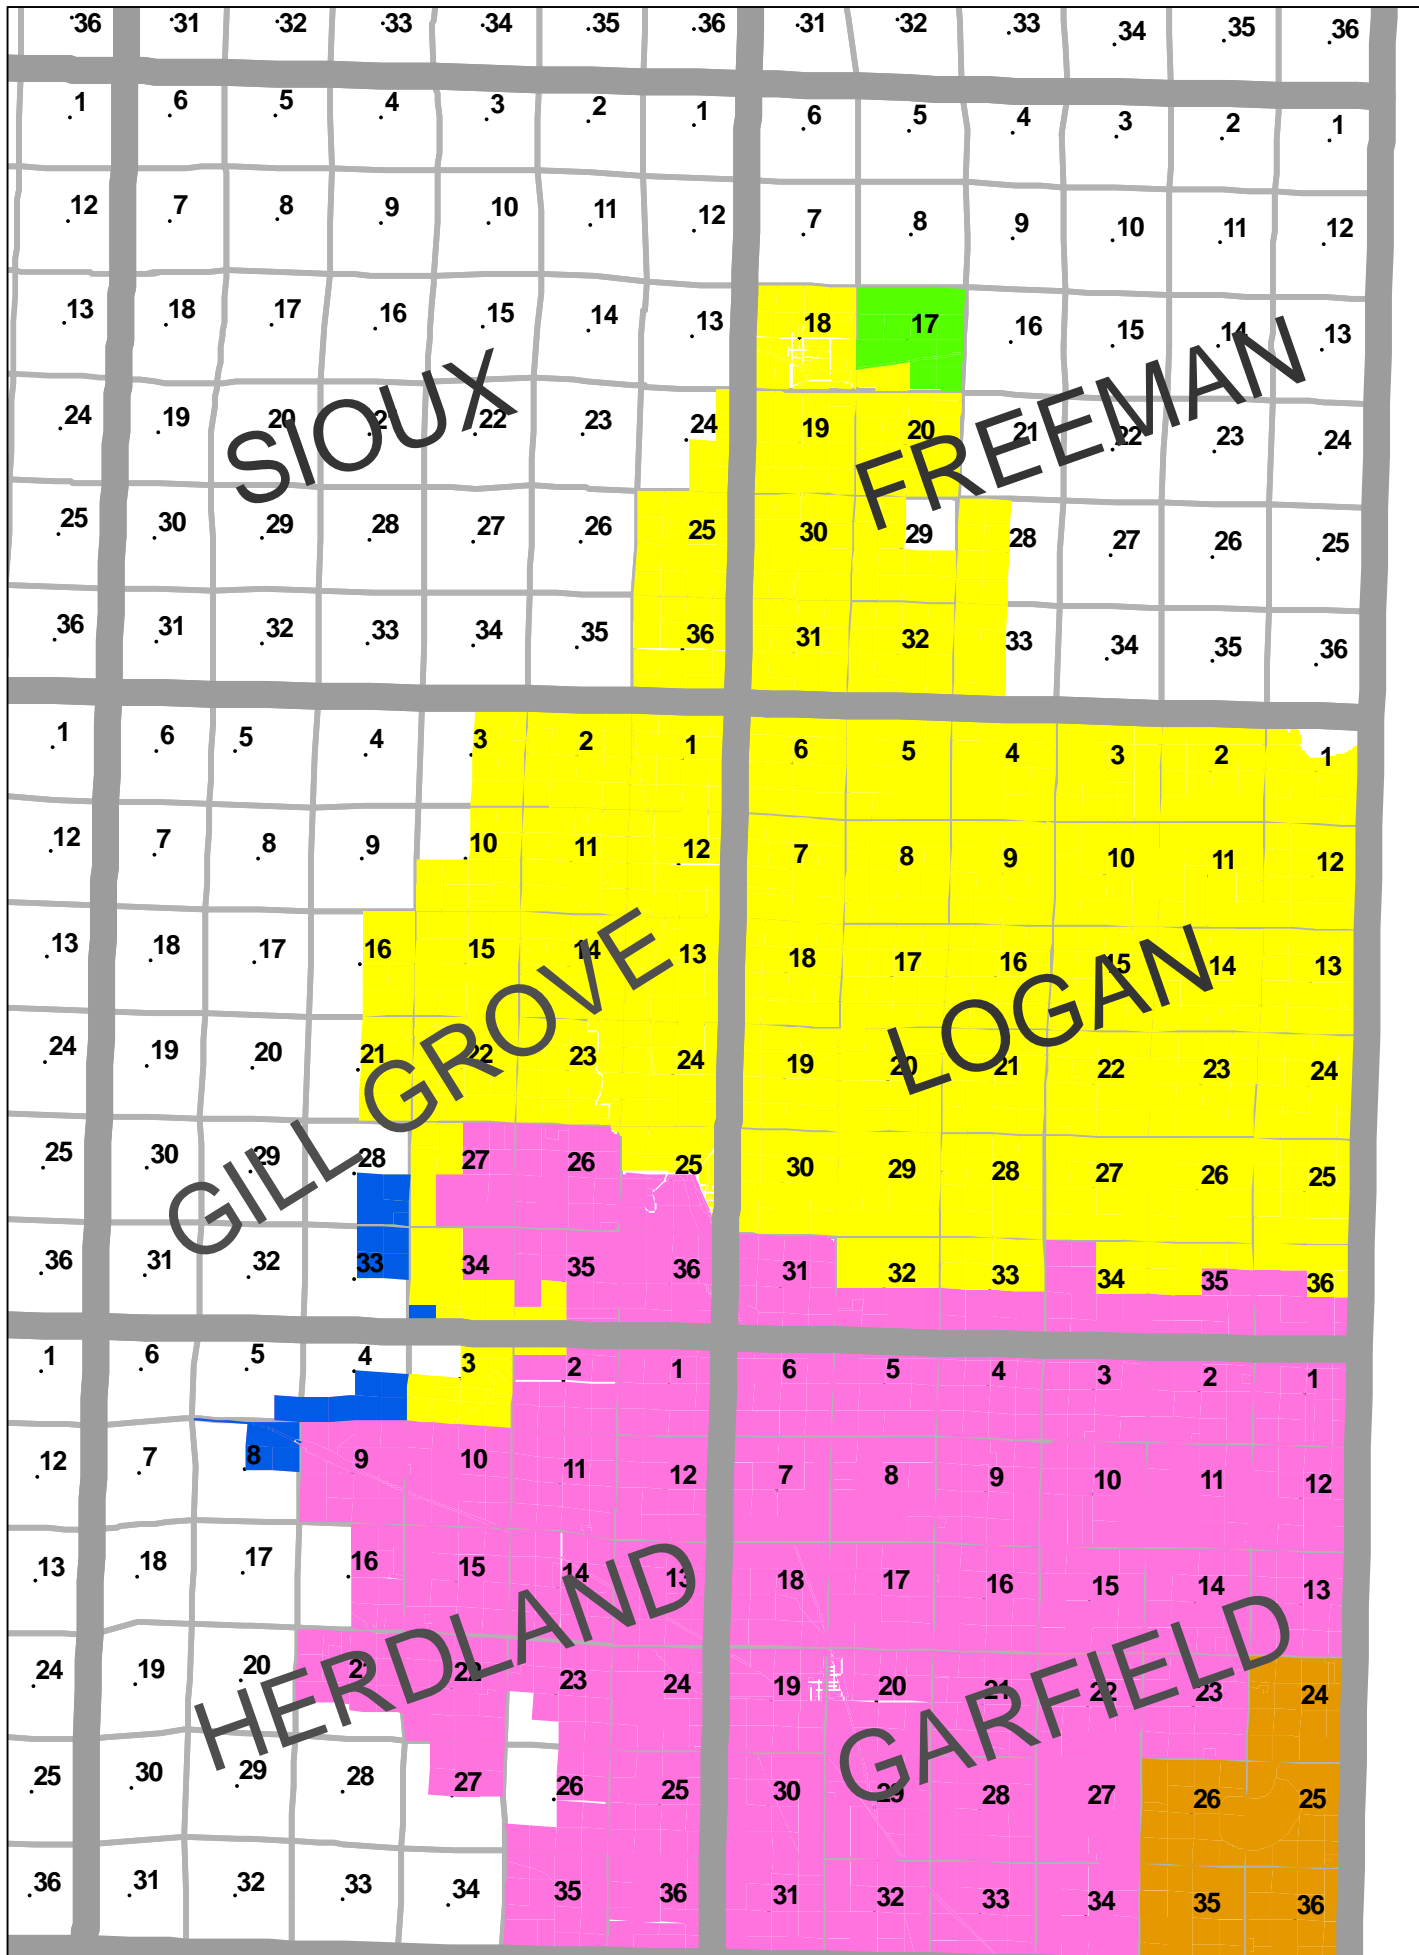 36 31 32 33 34 35 36 31 32 33 34 35 36
1 6 5 4 3 2 1 6 5 4 3 2 1
12 7 8 9 10 11 12 7 8 9 10 11 12
13 18 17 16 15 14 13 18 17 16 15 14 13
SIOUX FREEMAN
24 19 20 22 23 24 19 20 21 22 23 24
25 30 29 28 27 26 25 30 29 28 27 26 25
36 31 32 33 34 35 36 31 32 33 34 35 36
1 6 5 4 3 2 1 6 5 4 3 2 1
12 7 8 9 10 11 12 7 8 9 10 11 12
13 18 17 16 15 14 13 18 17 16 15 14 13
GILL GROVE LOGAN
24 19 20 21 22 23 24 19 20 21 22 23 24
25 30 29 28 27 26 25 30 29 28 27 26 25
36 31 32 33 34 35 36 31 32 33 34 35 36
1 6 5 4 3 2 1 6 5 4 3 2 1
12 7 8 9 10 11 12 7 8 9 10 11 12
13 18 17 16 15 14 13 18 17 16 15 14 13
HERDLAND GARFIELD
24 19 20 21 22 23 24 19 20 21 22 23 24
25 30 29 28 27 26 25 30 29 28 27 26 25
36 31 32 33 34 35 36 31 32 33 34 35 36